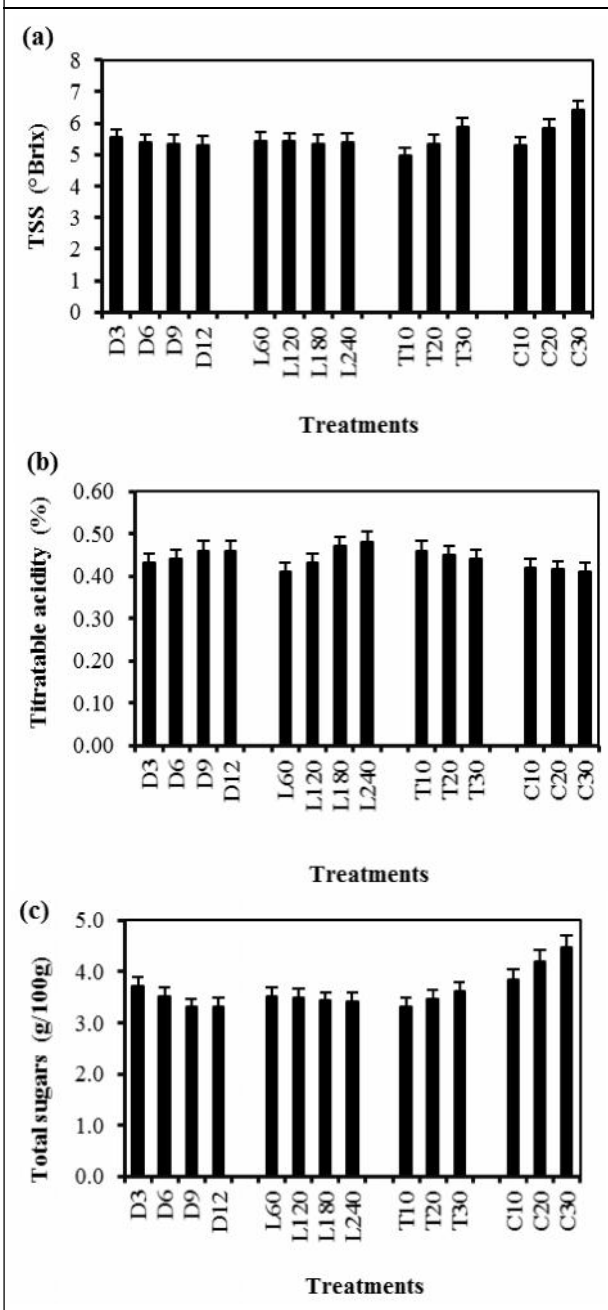 (a)
8
7
6
5
4
3
2
1
0
TSS (°Brix)
D3 D6 D9 D12 L60 L120 L180 L240 T10 T20 T30 C10 C20 C30
Treatments
(b)
0.60
0.50
0.40
0.30
0.20
0.10
0.00
Titratable acidity (%)
D3 D6 D9 D12 L60 L120 L180 L240 T10 T20 T30 C10 C20 C30
Treatments
(c)
5.0
4.0
3.0
2.0
1.0
0.0
Total sugars (g/100g)
D3 D6 D9 D12 L60 L120 L180 L240 T10 T20 T30 C10 C20 C30
Treatments